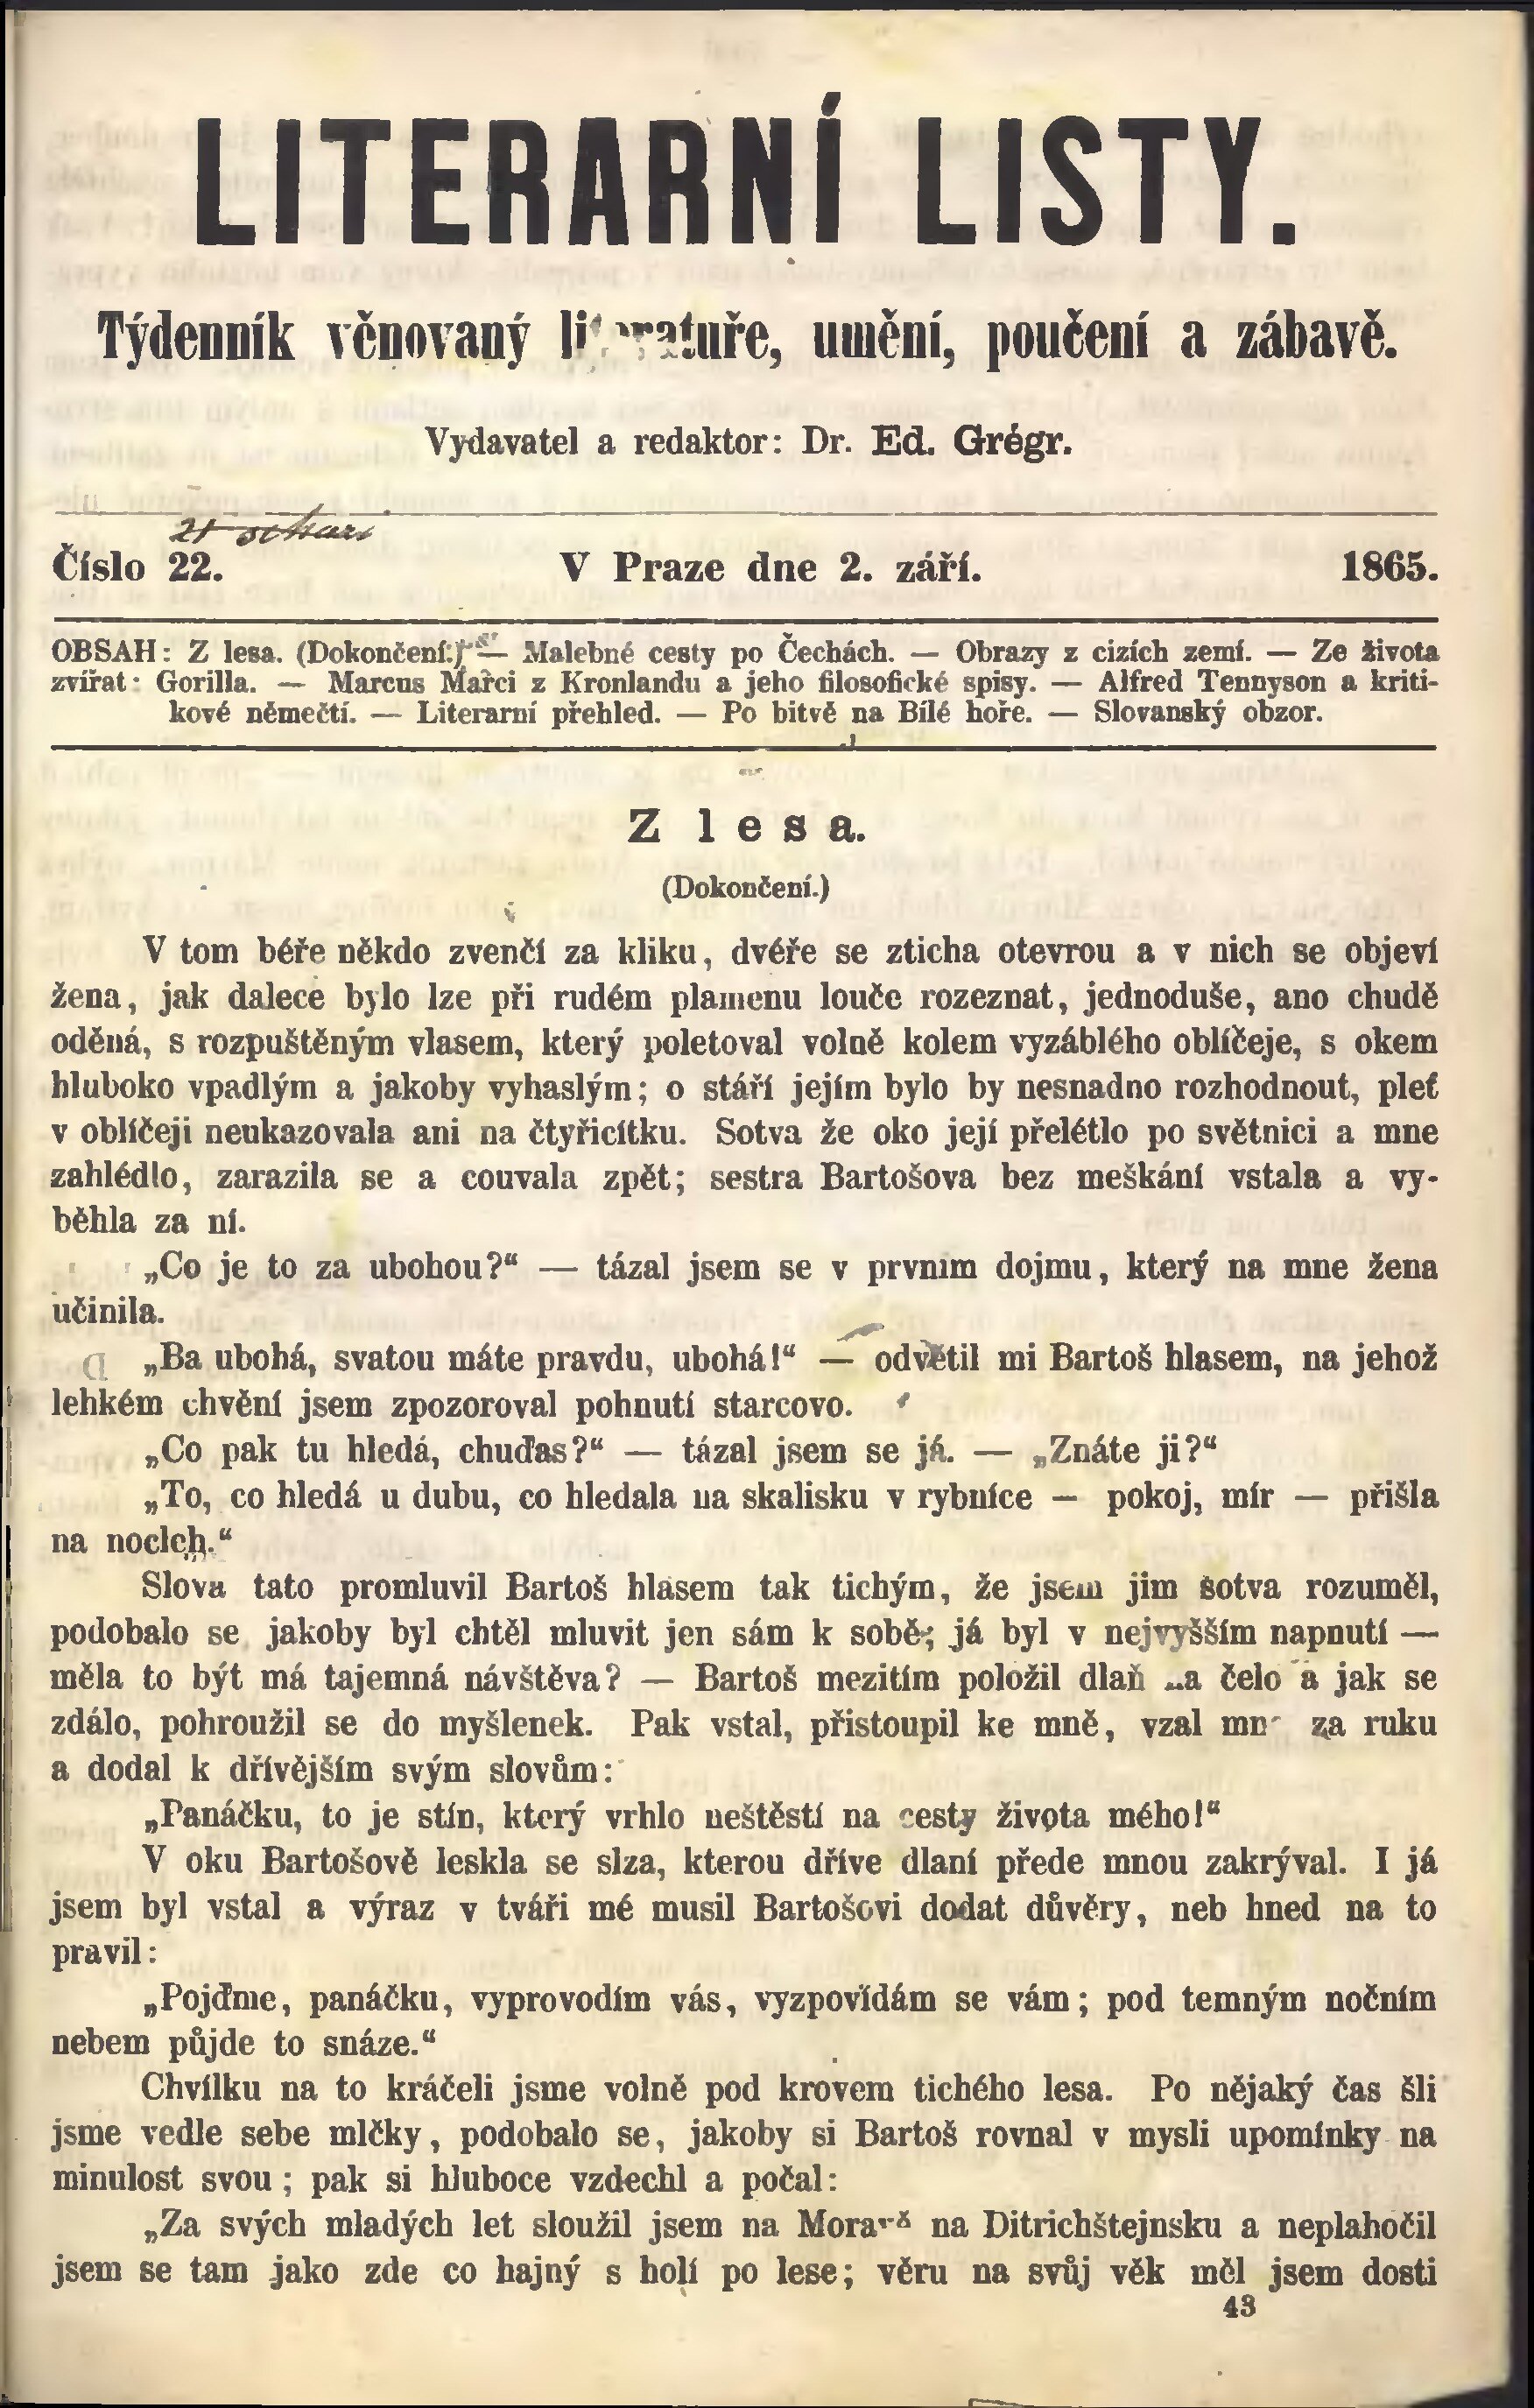 LITERARNÍ LISTY.
Týdenník věnovaný literatuře, umění, poučení a zábavě.
Vydavatel a redaktor: Dr. Ed. Grégr.
Číslo 22. V Praze dne 2. září. 1865.
OBSAH: Z lesa. (Dokončení.) — Malebné cesty po Čechách. — Obrazy z cizích zemí. — Ze života
zvířat: Gorilla. — Marcus Marci z Kronlandu a jeho filosofické spisy. — Alfred Tennyson a kriti-
kové němečtí. — Literarní přehled. — Po bitvě na Bílé hoře. — Slovanský obzor.
Z lesa.
(Dokončení.)
V tom béře někdo zvenčí za kliku, dvéře se zticha otevrou a v nich se objeví
žena, jak dalece bylo lze při rudém plamenu louče rozeznat, jednoduše, ano chudě
oděná, s rozpuštěným vlasem, který poletoval volně kolem vyzáblého oblíčeje, s okem
hluboko vpadlým a jakoby vyhaslým; o stáří jejím bylo by nesnadno rozhodnout, pleť
v oblíčeji neukazovala ani na čtyřicítku. Sotva že oko její přelétlo po světnici a mne
zahlédlo, zarazila se a couvala zpět; sestra Bartošova bez meškání vstala a vy-
běhla za ní.
„Co je to za ubohou?“ — tázal jsem se v prvním dojmu, který na mne žena
učinila.
„Ba ubohá, svatou máte pravdu, ubohá!“ — odvětil mi Bartoš hlasem, na jehož
lehkém chvění jsem zpozoroval pohnutí starcovo.
„Co pak tu hledá, chuďas?“ — tázal jsem se já. — „Znáte ji?“
„To, co hledá u dubu, co hledala na skalisku v rybníce — pokoj, mír — přišla
na nocleh.“
Slova tato promluvil Bartoš hlasem tak tichým, že jsem jim sotva rozuměl,
podobalo se jakoby byl chtěl mluvit jen sám k sobě; já byl v nejvyšším napnutí —
měla to být má tajemná návštěva? — Bartoš mezitím položil dlaň na čelo a jak se
zdálo, pohroužil se do myšlenek. Pak vstal, přistoupil ke mně, vzal mne za ruku
a dodal k dřívějším svým slovům:
„Panáčku, to je stín, který vrhlo neštěstí na cesty života mého!“
V oku Bartošově leskla se slza, kterou dříve dlaní přede mnou zakrýval. I já
jsem byl vstal a výraz v tváři mé musil Bartošovi dodat důvěry, neb hned na to
pravil:
„Pojďme, panáčku, vyprovodím vás, vyzpovídám se vám; pod temným nočním
nebem půjde to snáze.“
Chvílku na to kráčeli jsme volně pod krovem tichého lesa. Po nějaký čas šli
jsme vedle sebe mlčky, podobalo se, jakoby si Bartoš rovnal v mysli upomínky na
minulost svou; pak si hluboce vzdechl a počal:
„Za svých mladých let sloužil jsem na Moravě na Ditrichštejnsku a neplahočil
jsem se tam jako zde co hajný s holí po lese; věru na svůj věk měl jsem dosti
43